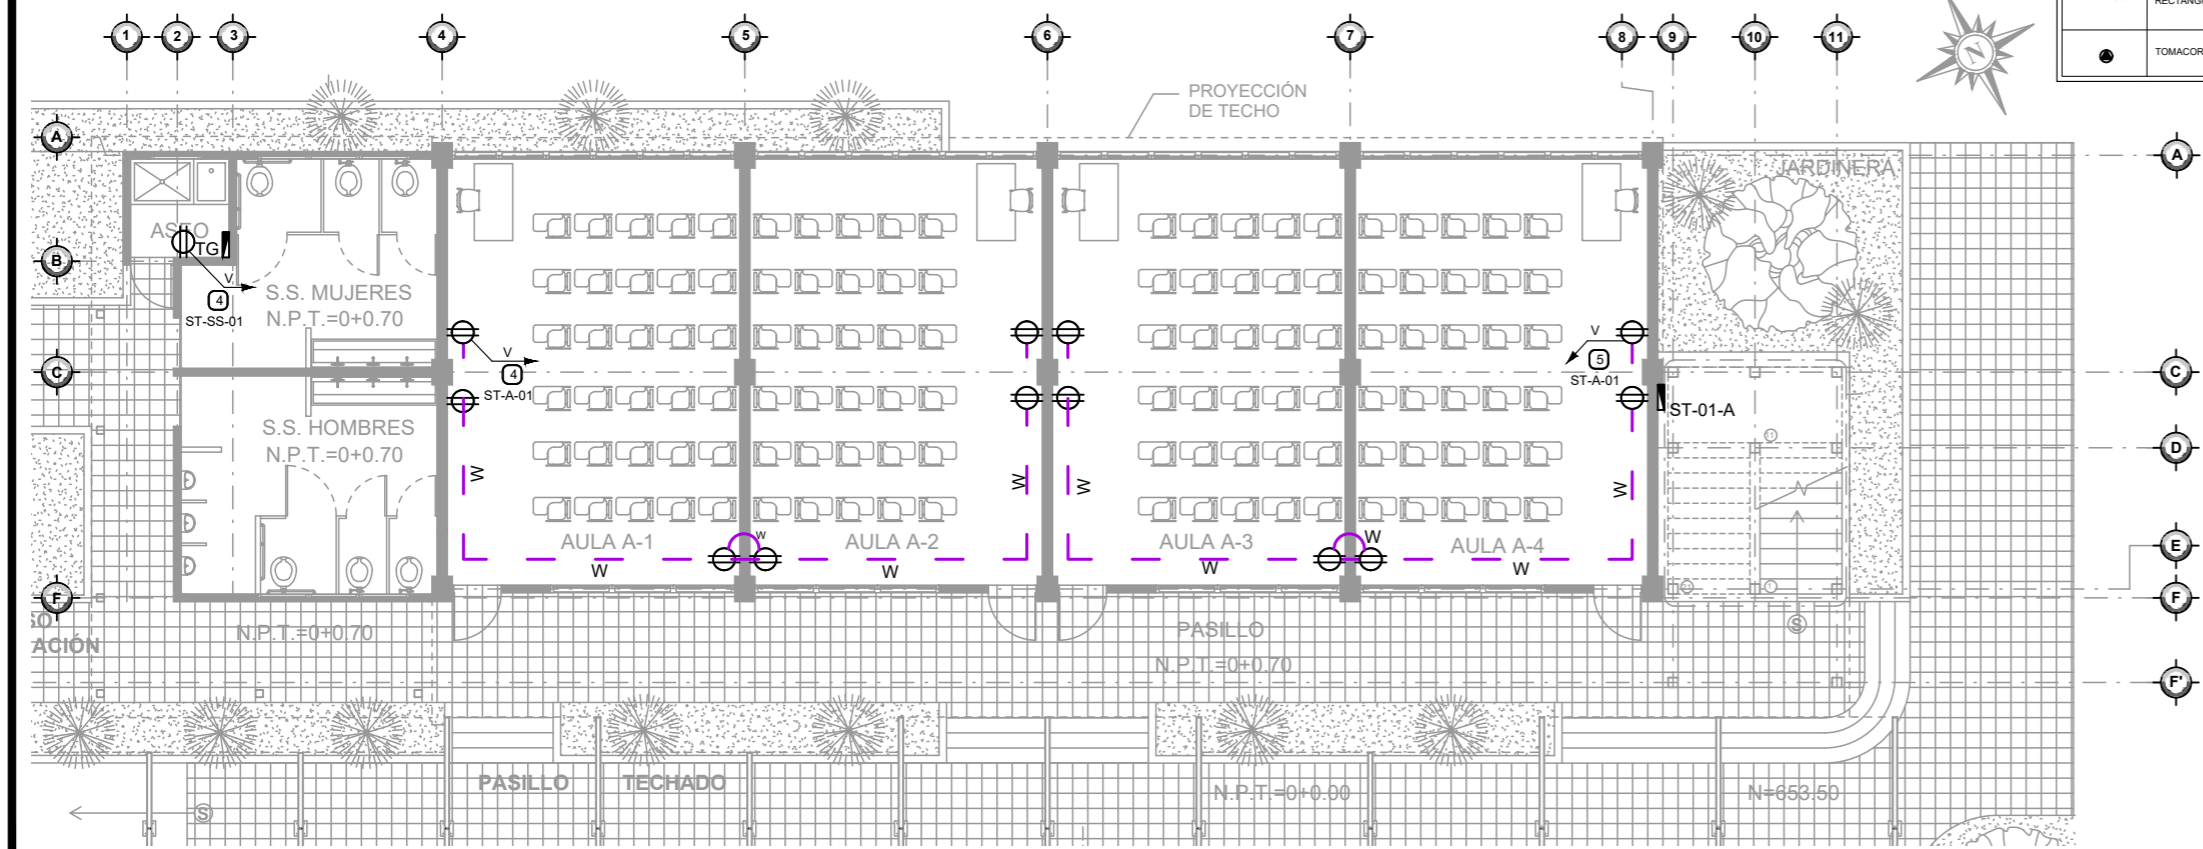 RECTANGU
TOMACOR
1 2 3 4 5 6 7 8 9 10 11
N
PROYECCIÓN
DE TECHO
A
A
JARDINERA
ASEO
TG
B
V
4
ST-SS-01
S.S. MUJERES
N.P.T.=0+0.70
V
4
ST-A-01
V
5
ST-A-01
C
C
ST-01-A
S.S. HOMBRES
N.P.T.=0+0.70
D
W
W
W
W
N
AULA A-1
w
AULA A-2
AULA A-3
W
AULA A-4
W
W
W
W
E
F
F
SO
ACIÓN
N.P.T.=0+0.70
PASILLO
S
N.P.T.=0+0.70
F'
PASILLO TECHADO
N.P.T.=0+0.00
N=653.50
S